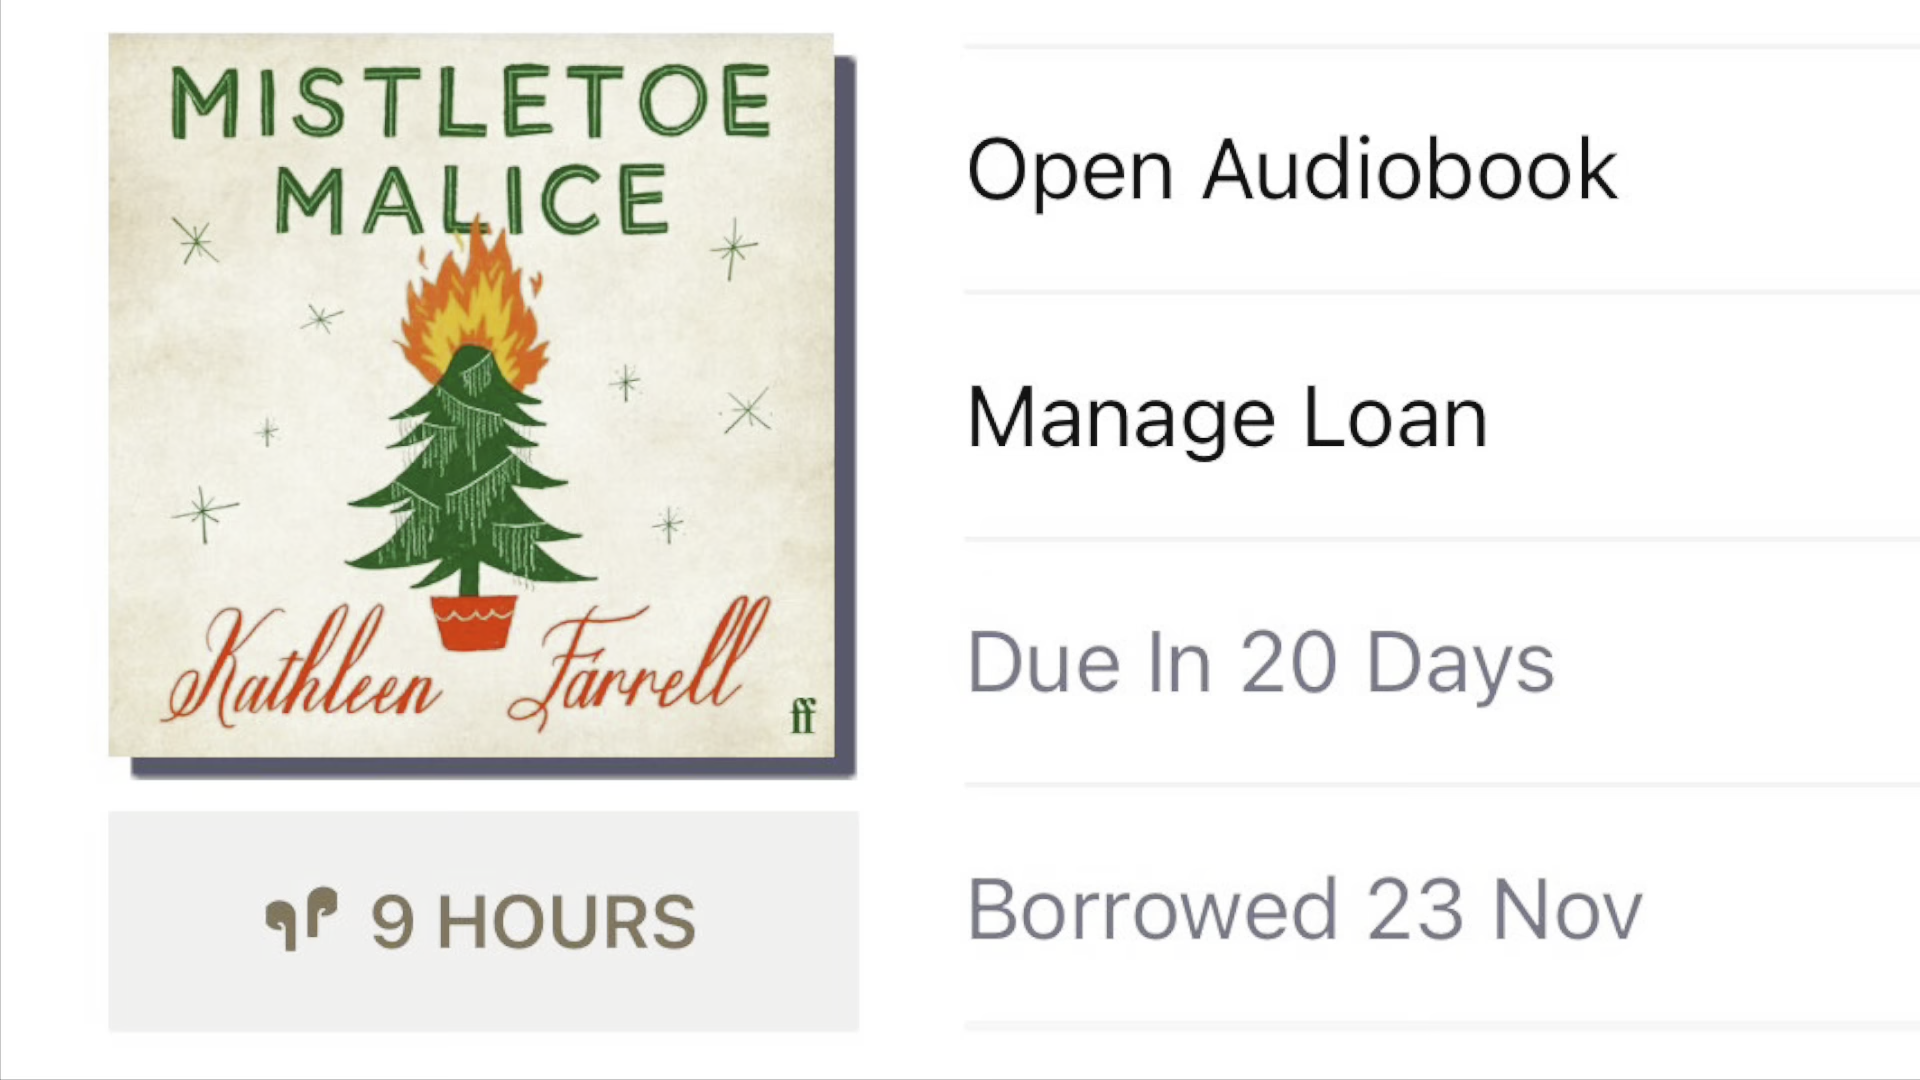 MISTLETOE
MALICE
Kathleen Farrell
ff
9 HOURS
Open Audiobook
Manage Loan
Due In 20 Days
Borrowed 23 Nov